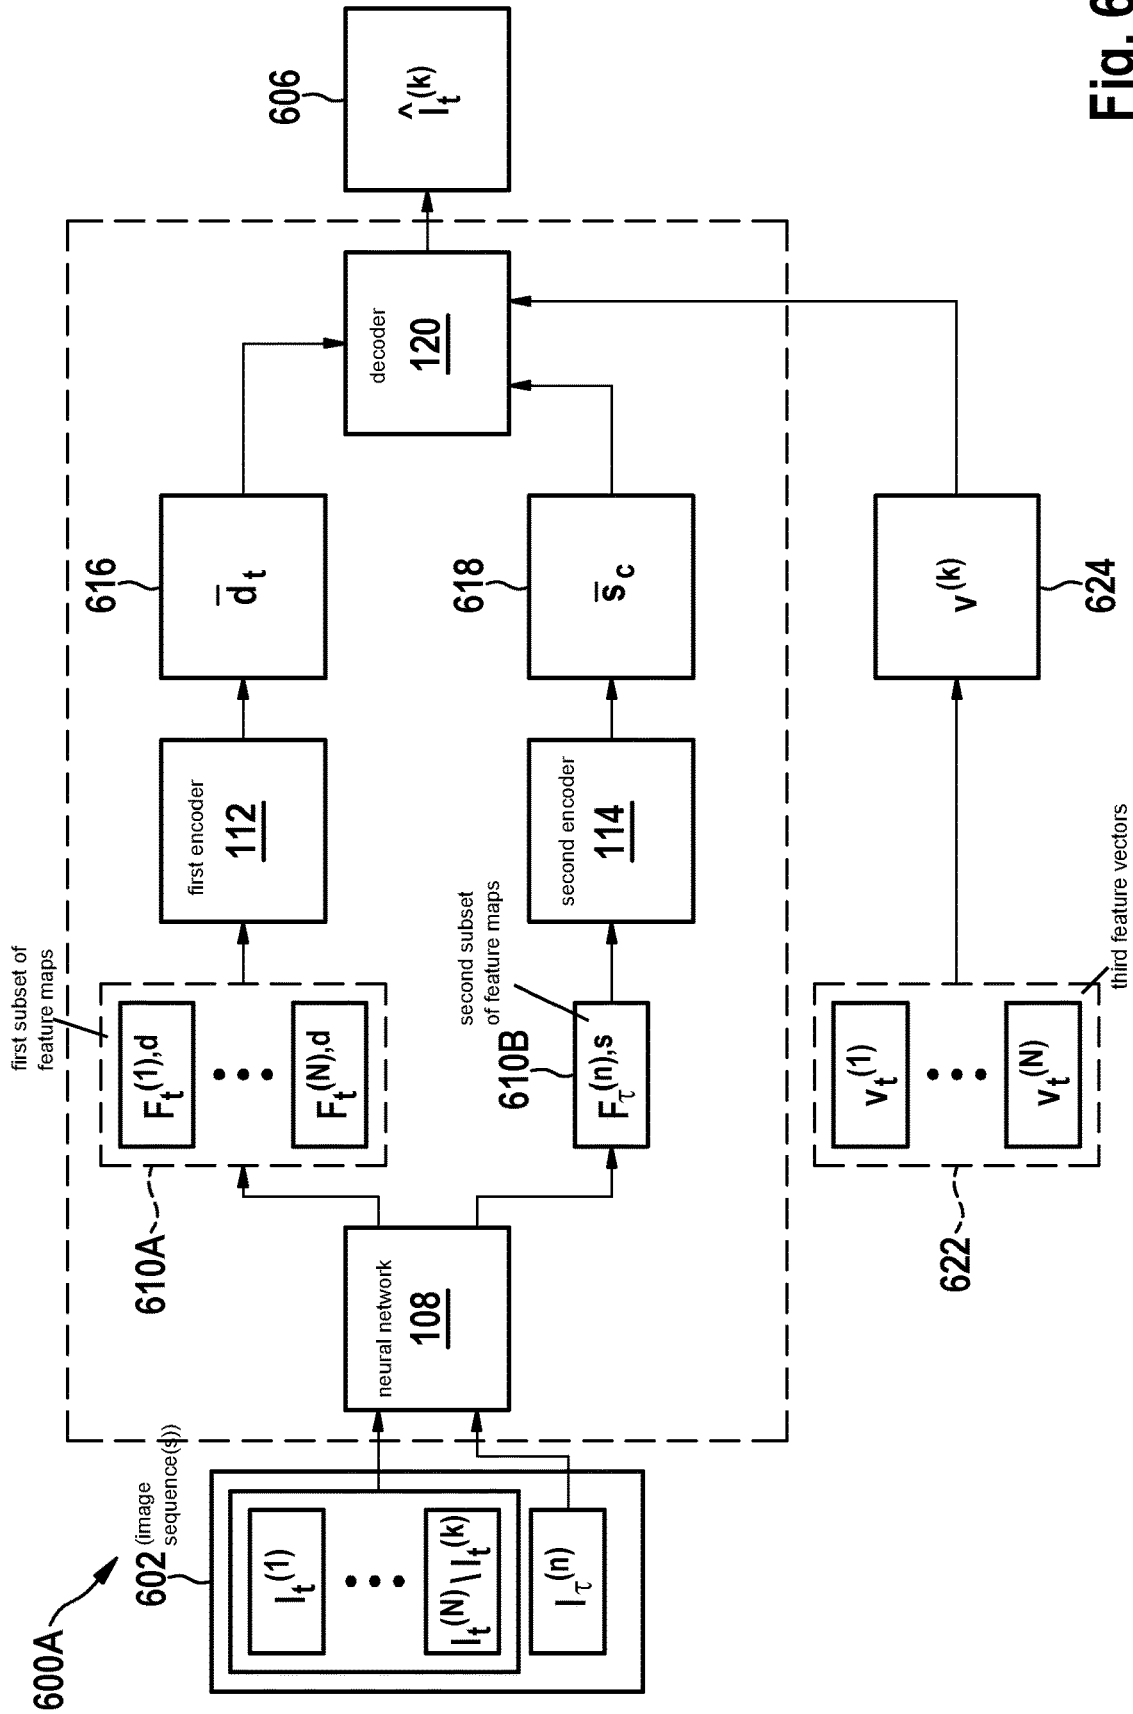 600A
602 (image
sequence(s))
I_t^(1)
•••
I_t^(N) \ I_t^(k)
I_τ^(n)
neural network
108
610A
first subset of
feature maps
F_t^(1),d
•••
F_t^(N),d
second subset
of feature maps
610B
F_τ^(n),s
first encoder
112
second encoder
114
616
d̄_t
618
s̄_c
decoder
120
606
Î_t^(k)
622
v_t^(1)
•••
v_t^(N)
third feature vectors
v^(k)
624
Fig. 6